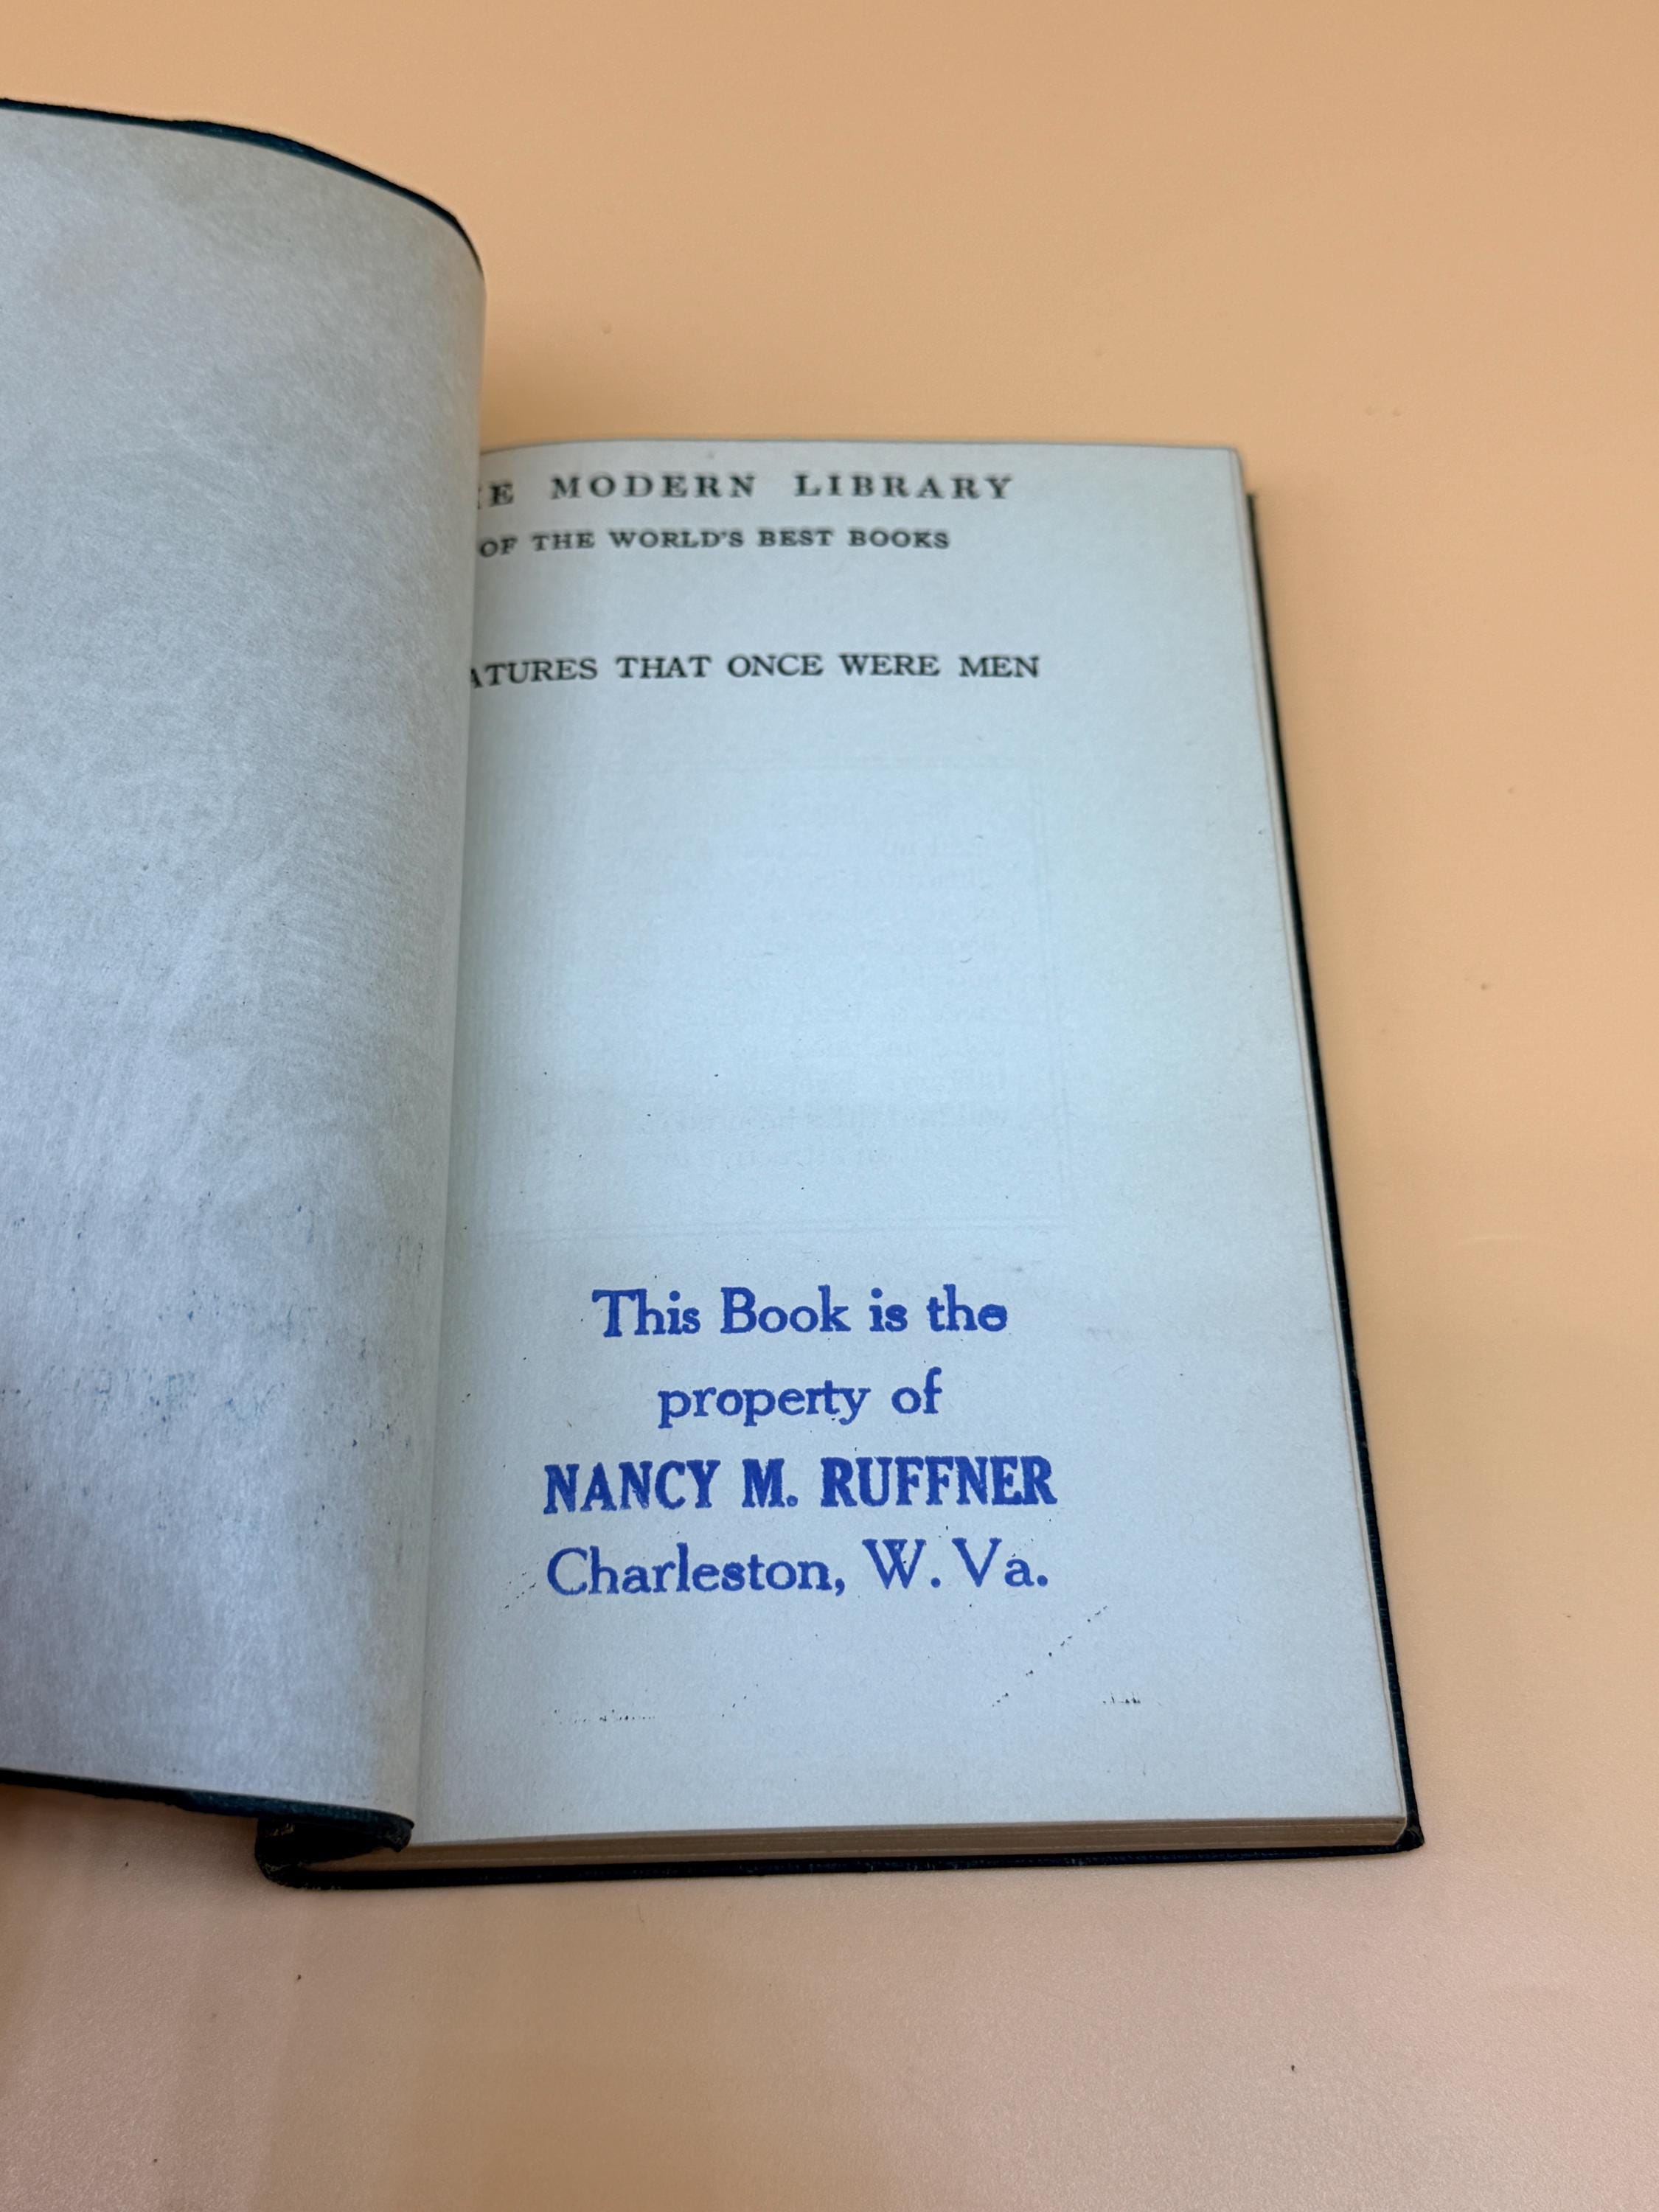 E MODERN LIBRARY
OF THE WORLD'S BEST BOOKS
ATURES THAT ONCE WERE MEN
This Book is the
property of
NANCY M. RUFFNER
Charleston, W. Va.